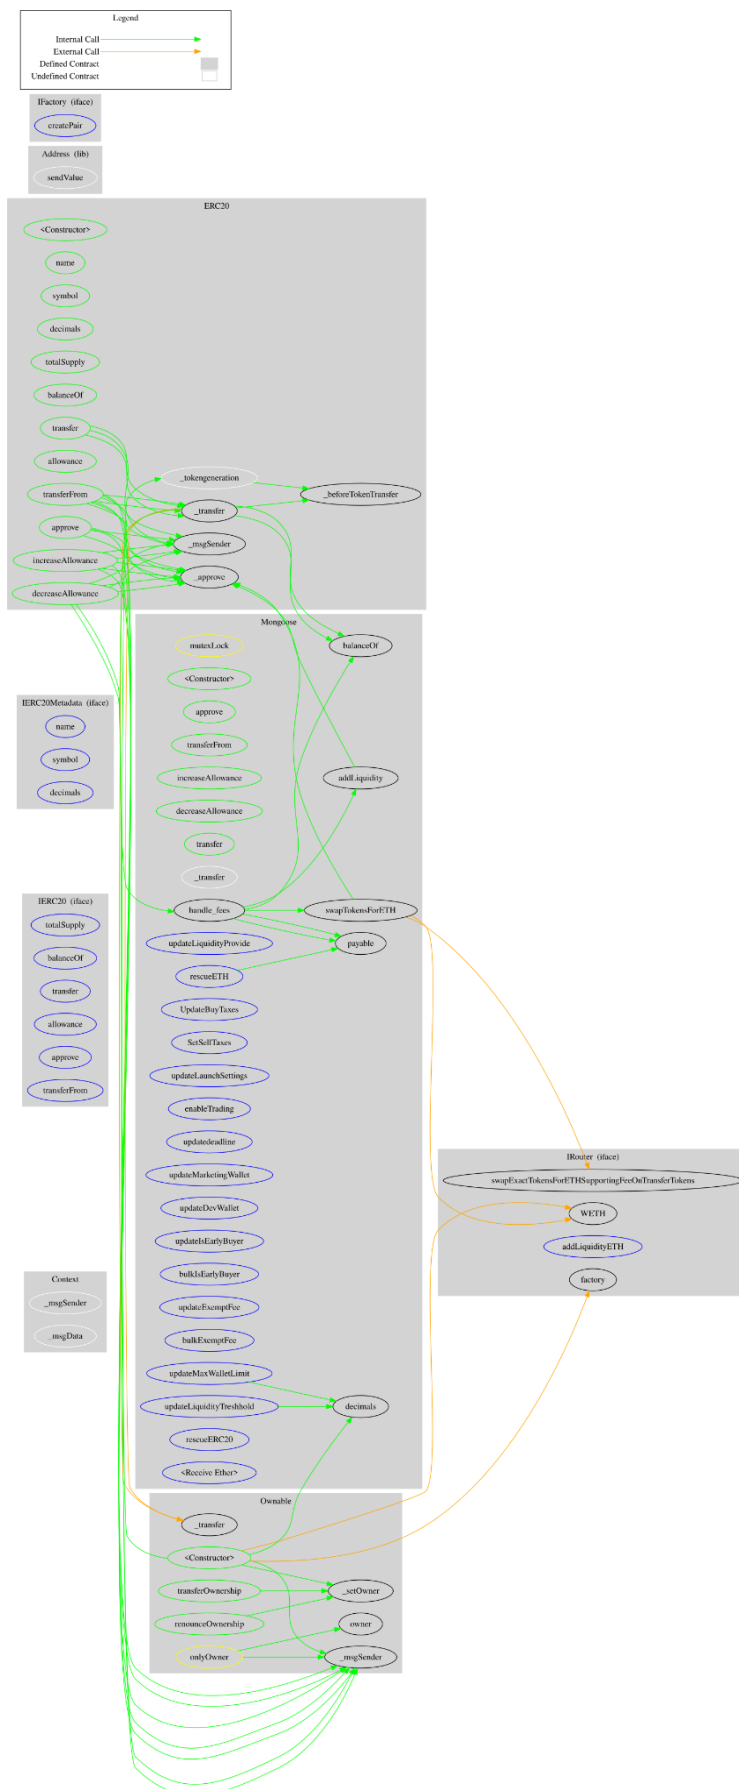 Legend
Internal Call
External Call
Defined Contract
Undefined Contract
IFactory (iface)
createPair
Address (lib)
sendValue
ERC20
<Constructor>
name
symbol
decimals
totalSupply
balanceOf
transfer
allowance
transferFrom
approve
increaseAllowance
decreaseAllowance
_tokengeneration
_transfer
_msgSender
_approve
_beforeTokenTransfer
Mongoose
mutexLock
<Constructor>
approve
transferFrom
increaseAllowance
decreaseAllowance
transfer
_transfer
handle_fees
updateLiquidityProvide
rescueETH
UpdateBuyTaxes
SetSellTaxes
updateLaunchSettings
enableTrading
updatedeadline
updateMarketingWallet
updateDevWallet
updateIsEarlyBuyer
bulkIsEarlyBuyer
updateExemptFee
bulkExemptFee
updateMaxWalletLimit
updateLiquidityTreshhold
rescueERC20
<Receive Ether>
balanceOf
addLiquidity
swapTokensForETH
payable
decimals
IERC20Metadata (iface)
name
symbol
decimals
IERC20 (iface)
totalSupply
balanceOf
transfer
allowance
approve
transferFrom
IRouter (iface)
swapExactTokensForETHSupportingFeeOnTransferTokens
WETH
addLiquidityETH
factory
Context
_msgSender
_msgData
Ownable
_transfer
<Constructor>
transferOwnership
renounceOwnership
onlyOwner
_setOwner
owner
_msgSender